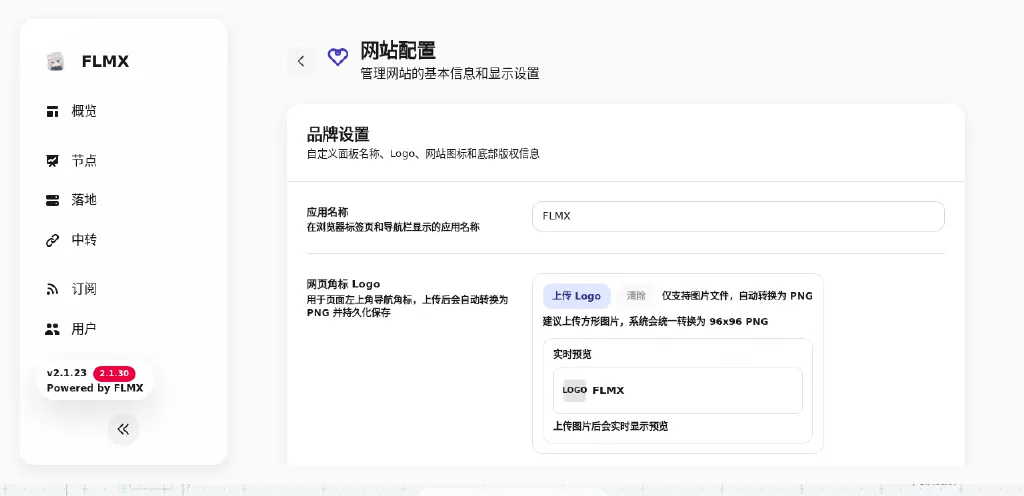 FLMX
概览
节点
落地
中转
订阅
用户
v2.1.23 2.1.30
Powered by FLMX
网站配置
管理网站的基本信息和显示设置
品牌设置
自定义面板名称、Logo、网站图标和底部版权信息
应用名称
在浏览器标签页和导航栏显示的应用名称
FLMX
网页角标 Logo
用于页面左上角导航角标，上传后会自动转换为
PNG 并持久化保存
上传 Logo 清除 仅支持图片文件，自动转换为 PNG
建议上传方形图片，系统会统一转换为 96x96 PNG
实时预览
LOGO FLMX
上传图片后会实时显示预览